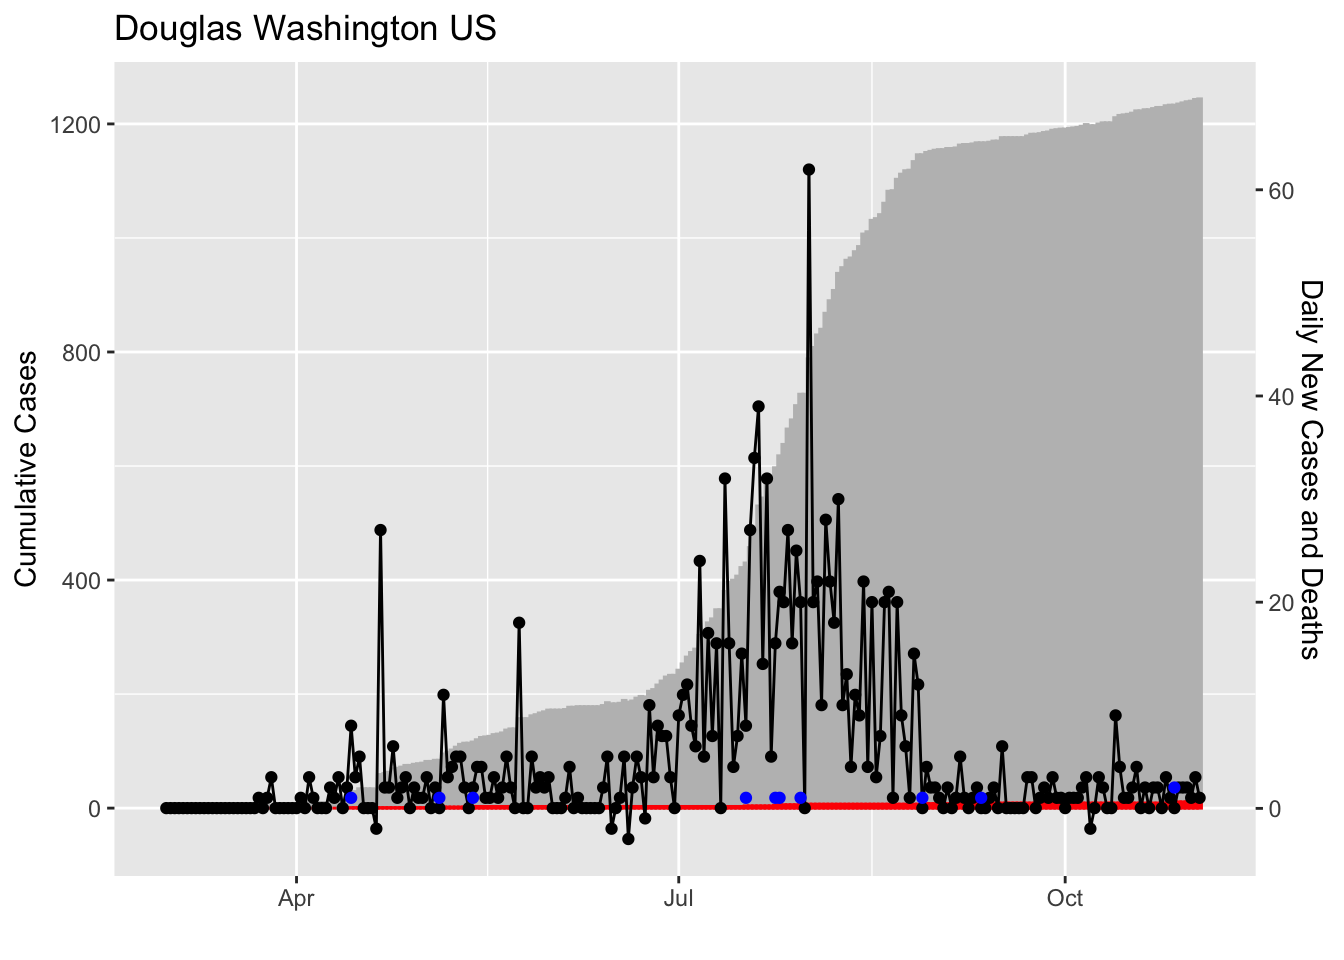 Douglas Washington US
Cumulative Cases
1200
800
400
0
60
40
20
0
Daily New Cases and Deaths
Apr
Jul
Oct